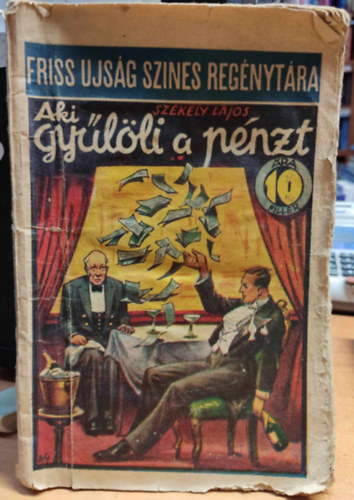 FRISS UJSÁG SZINES REGÉNYTÁRA
SZÉKELY LAJOS
Aki
gyűlöli a pénzt
ÁRA
10
FILLÉR